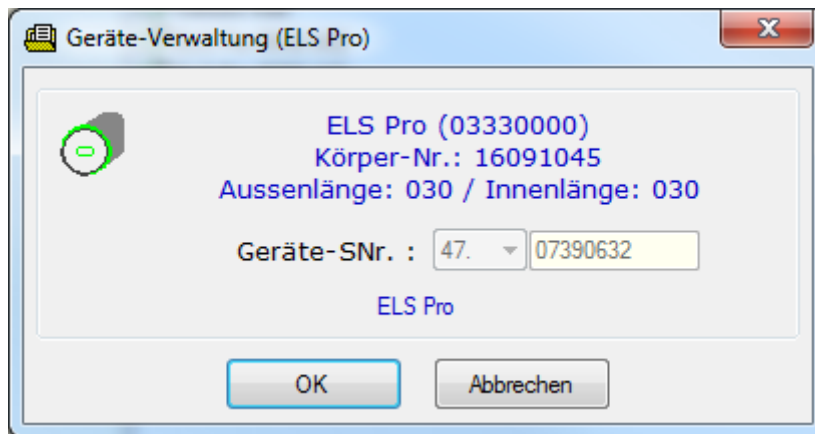 Geräte-Verwaltung (ELS Pro)
ELS Pro (03330000)
Körper-Nr.: 16091045
Aussenlänge: 030 / Innenlänge: 030
Geräte-SNr. : 47. 07390632
ELS Pro
OK Abbrechen